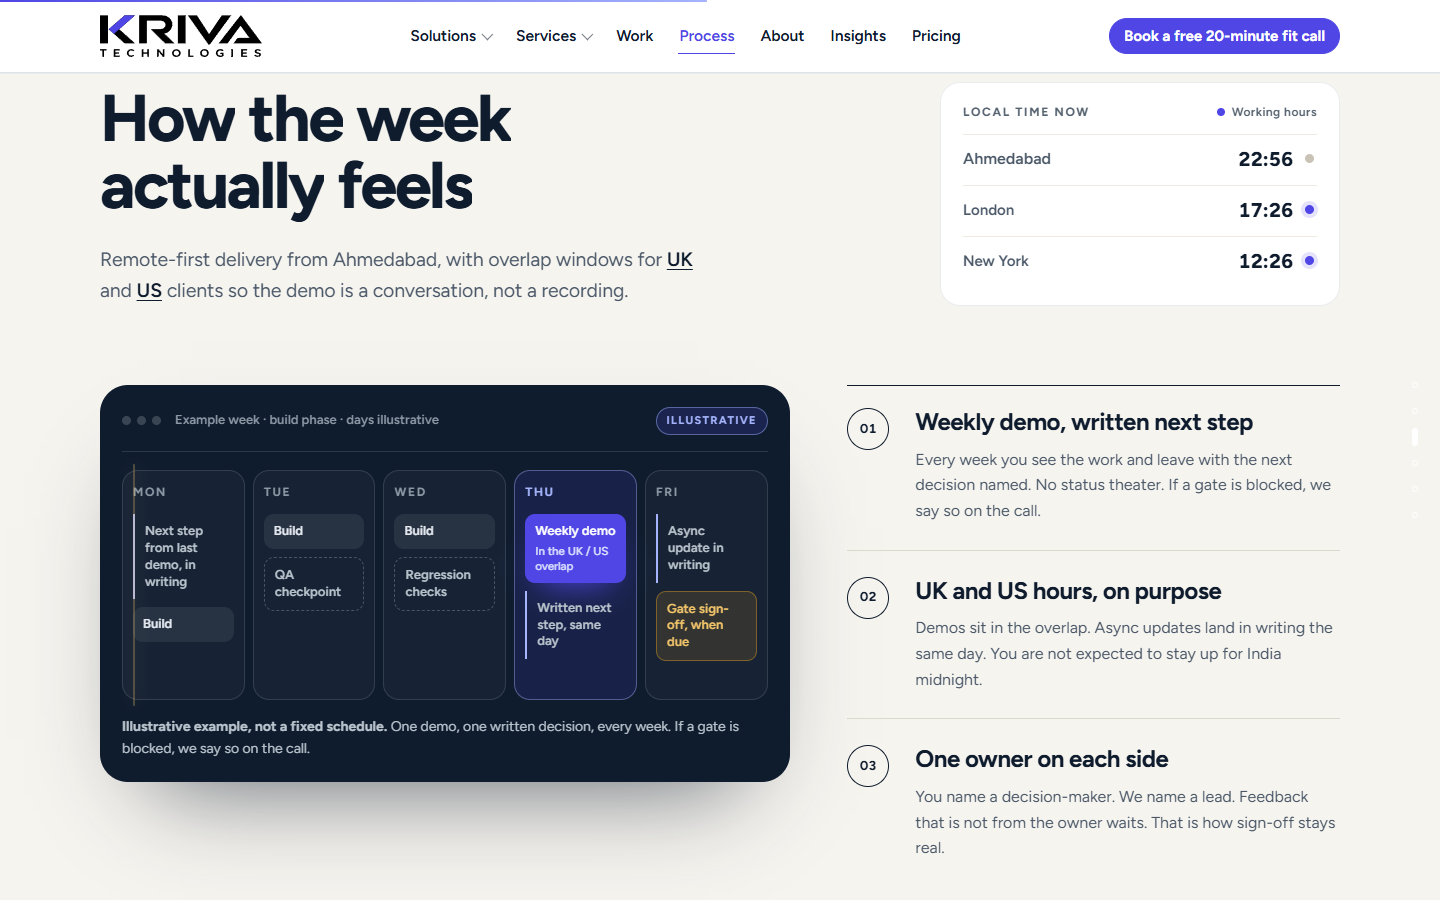 KRIVA
TECHNOLOGIES
Solutions
Services
Work
Process
About
Insights
Pricing
Book a free 20-minute fit call
How the week
actually feels
Remote-first delivery from Ahmedabad, with overlap windows for UK
and US clients so the demo is a conversation, not a recording.
LOCAL TIME NOW
Working hours
Ahmedabad 22:56
London 17:26
New York 12:26
Example week · build phase · days illustrative
ILLUSTRATIVE
MON
Next step
from last
demo, in
writing
Build
TUE
Build
QA
checkpoint
WED
Build
Regression
checks
THU
Weekly demo
In the UK / US
overlap
Written next
step, same
day
FRI
Async
update in
writing
Gate sign-
off, when
due
Illustrative example, not a fixed schedule. One demo, one written decision, every week. If a gate is
blocked, we say so on the call.
01
Weekly demo, written next step
Every week you see the work and leave with the next
decision named. No status theater. If a gate is blocked, we
say so on the call.
02
UK and US hours, on purpose
Demos sit in the overlap. Async updates land in writing the
same day. You are not expected to stay up for India
midnight.
03
One owner on each side
You name a decision-maker. We name a lead. Feedback
that is not from the owner waits. That is how sign-off stays
real.